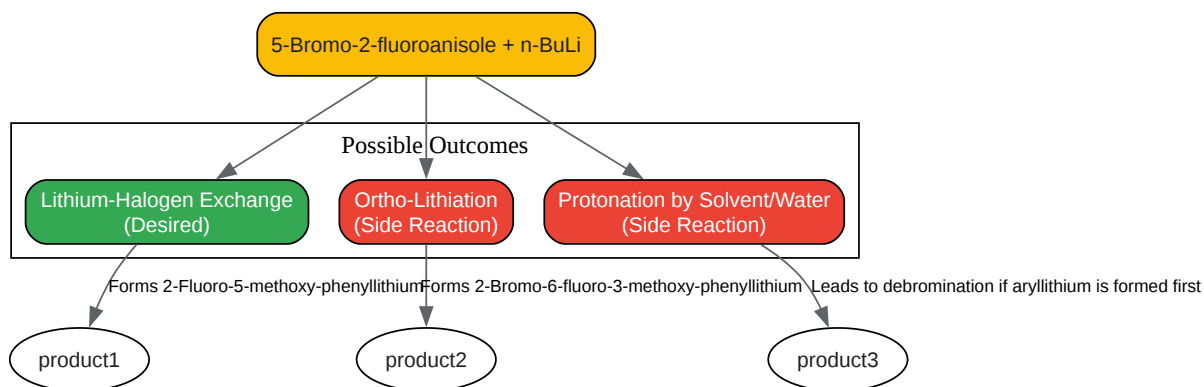 5-Bromo-2-fluoroanisole + n-BuLi
Possible Outcomes
Lithium-Halogen Exchange
(Desired)
Ortho-Lithiation
(Side Reaction)
Protonation by Solvent/Water
(Side Reaction)
Forms 2-Fluoro-5-methoxy-phenyllithium
Forms 2-Bromo-6-fluoro-3-methoxy-phenyllithium
Leads to debromination if aryllithium is formed first
product1
product2
product3